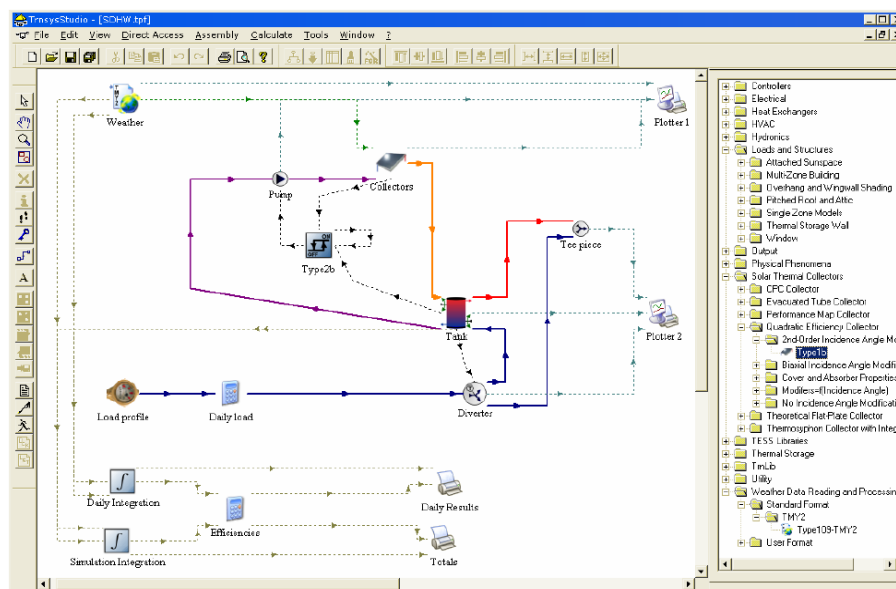 TrnsysStudio - [SDHW.tpf]
File Edit View Direct Access Assembly Calculate Tools Window ?
Weather
Plotter 1
Collectors
Pump
Tee piece
ON
OFF
Type2b
Tank
Plotter 2
Load profile
Daily load
Diverter
Daily Integration
Daily Results
Efficiencies
Simulation Integration
Totals
Controllers
Electrical
Heat Exchangers
HVAC
Hydronics
Loads and Structures
Attached Sunspace
Multi-Zone Building
Overhang and Wingwall Shading
Pitched Roof and Attic
Single Zone Models
Thermal Storage Wall
Window
Output
Physical Phenomena
Solar Thermal Collectors
CPC Collector
Evacuated Tube Collector
Performance Map Collector
Quadratic Efficiency Collector
2nd-Order Incidence Angle Mo
Type1b
Biaxial Incidence Angle Modifi
Cover and Absorber Properties
Modifers=f(Incidence Angle)
No Incidence Angle Modificati
Theoretical Flat-Plate Collector
Thermosyphon Collector with Integ
TESS Libraries
Thermal Storage
TrnLib
Utility
Weather Data Reading and Processin
Standard Format
TMY2
Type109-TMY2
User Format